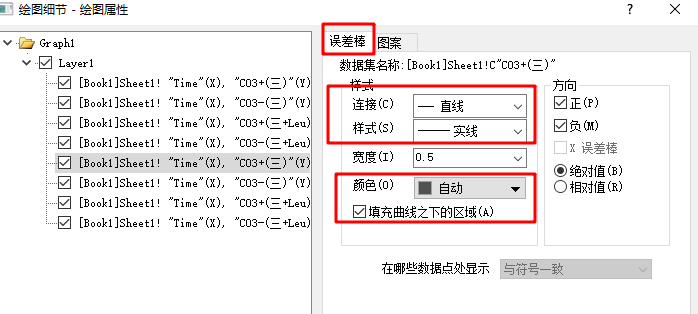 绘图细节 - 绘图属性
Graph1
Layer1
[Book1]Sheet1! "Time"(X), "CO3+(三)"(Y)
[Book1]Sheet1! "Time"(X), "CO3-(三)"(Y)
[Book1]Sheet1! "Time"(X), "CO3+(三+Leu)
[Book1]Sheet1! "Time"(X), "CO3-(三+Leu)
[Book1]Sheet1! "Time"(X), "CO3+(三)"(Y)
[Book1]Sheet1! "Time"(X), "CO3-(三)"(Y)
[Book1]Sheet1! "Time"(X), "CO3+(三+Leu)
[Book1]Sheet1! "Time"(X), "CO3-(三+Leu)
误差棒 图案
数据集名称:[Book1]Sheet1!C"CO3+(三)"
样式
连接(C) 直线
样式(S) 实线
宽度(I) 0.5
颜色(O) 自动
填充曲线之下的区域(A)
方向
正(P)
负(M)
X 误差棒
绝对值(B)
相对值(R)
在哪些数据点处显示 与符号一致